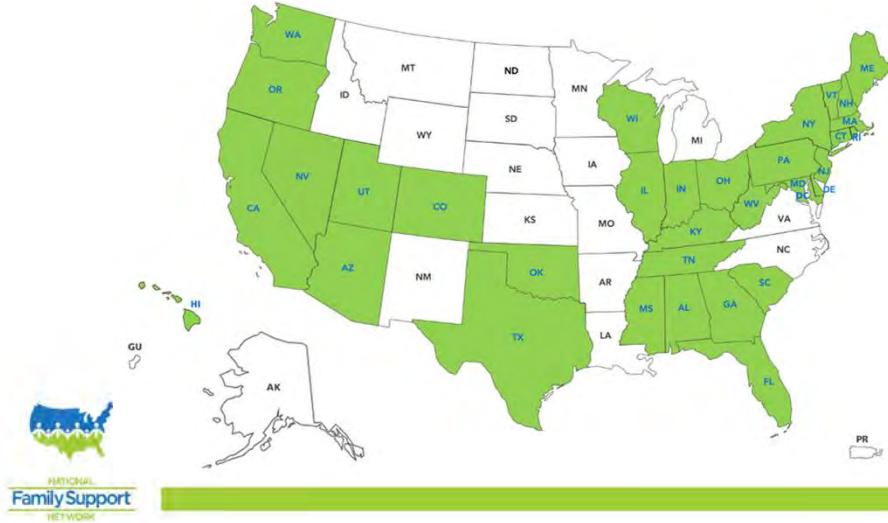 WA
MT
ND
MN
ME
OR
ID
SD
WI
VT
NH
NY
MA
WY
MI
CT
RI
NE
IA
PA
NJ
NV
UT
CO
IL
IN
OH
MD
DE
DC
WV
CA
KS
MO
VA
KY
NC
TN
AZ
NM
OK
AR
SC
MS
AL
GA
HI
TX
LA
GU
FL
AK
PR
NATIONAL
Family Support
NETWORK